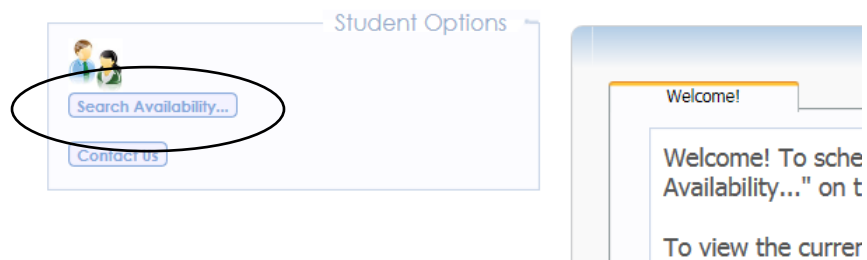 Student Options
Search Availability...
Contact Us
Welcome!
Welcome! To sche
Availability..." on t
To view the curren